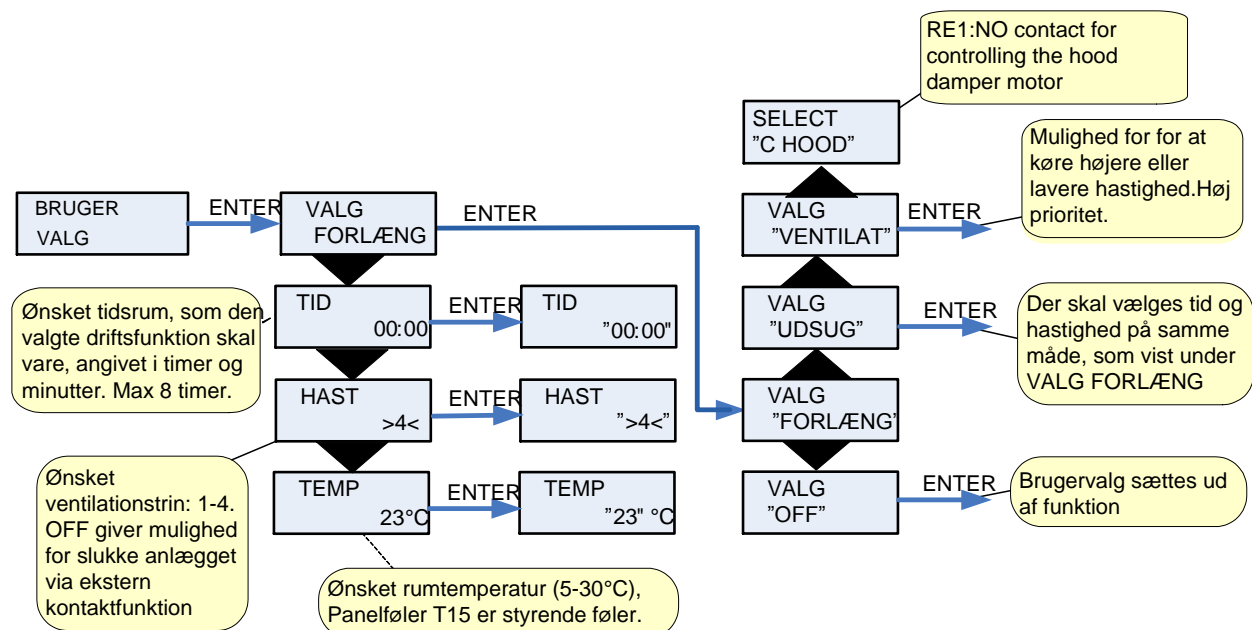 RE1:NO contact for
controlling the hood
damper motor
SELECT
"C HOOD"
Mulighed for for at
køre højere eller
lavere hastighed.Høj
prioritet.
BRUGER
VALG
ENTER
VALG
FORLÆNG
ENTER
VALG
"VENTILAT"
ENTER
Ønsket tidsrum, som den
valgte driftsfunktion skal
vare, angivet i timer og
minutter. Max 8 timer.
TID
00:00
ENTER
TID
"00:00"
VALG
"UDSUG"
ENTER
Der skal vælges tid og
hastighed på samme
måde, som vist under
VALG FORLÆNG
HAST
>4<
ENTER
HAST
">4<"
VALG
"FORLÆNG"
Ønsket
ventilationstrin: 1-4.
OFF giver mulighed
for slukke anlægget
via ekstern
kontaktfunktion
TEMP
23°C
ENTER
TEMP
"23" °C
VALG
"OFF"
ENTER
Brugervalg sættes ud
af funktion
Ønsket rumtemperatur (5-30°C),
Panelføler T15 er styrende føler.